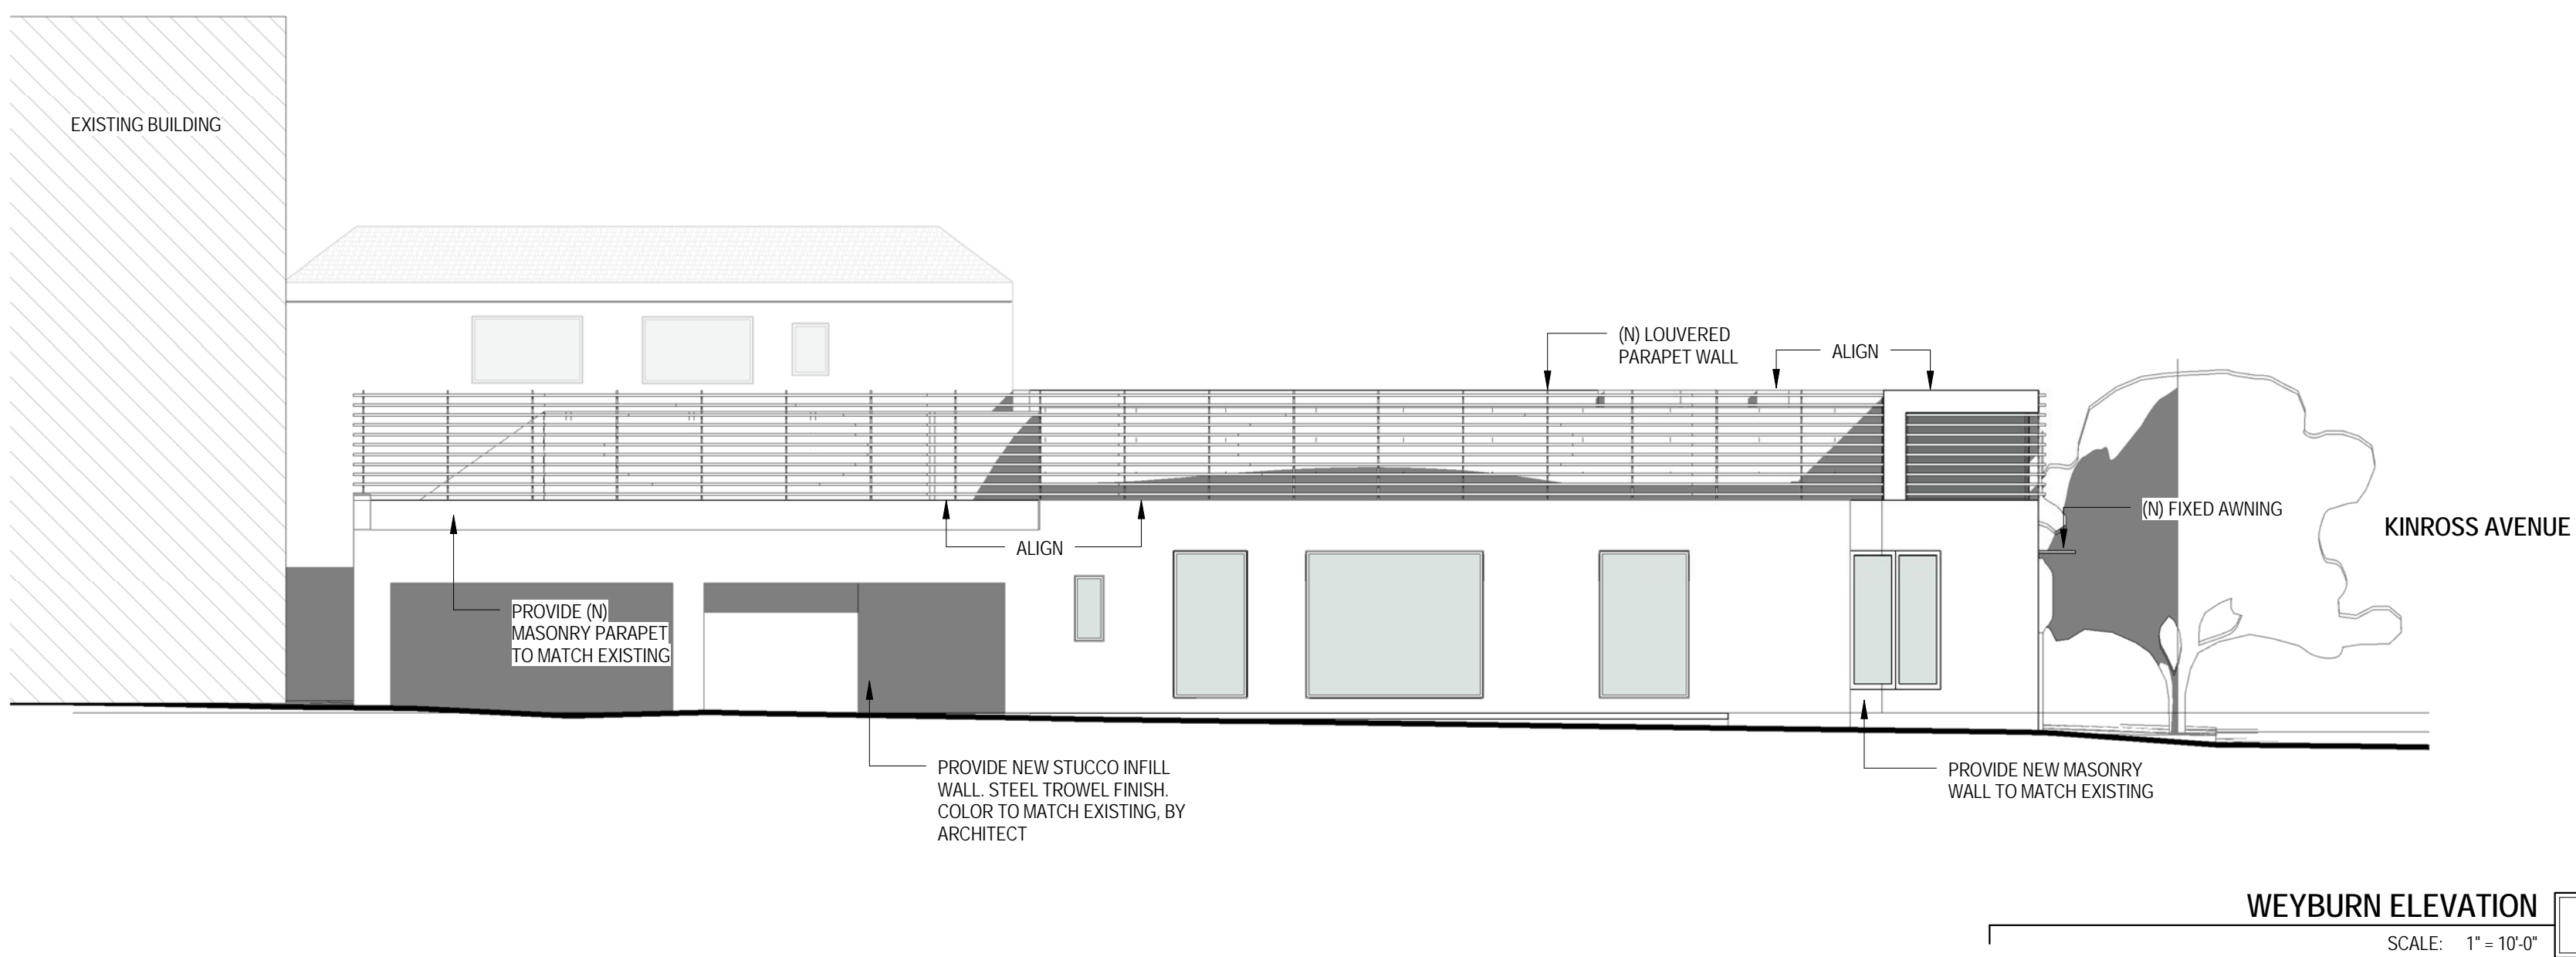 EXISTING BUILDING
(N) LOUVERED
PARAPET WALL
ALIGN
(N) FIXED AWNING
KINROSS AVENUE
ALIGN
PROVIDE (N)
MASONRY PARAPET
TO MATCH EXISTING
PROVIDE NEW STUCCO INFILL
WALL. STEEL TROWEL FINISH.
COLOR TO MATCH EXISTING, BY
ARCHITECT
PROVIDE NEW MASONRY
WALL TO MATCH EXISTING
WEYBURN ELEVATION
SCALE: 1" = 10'-0"